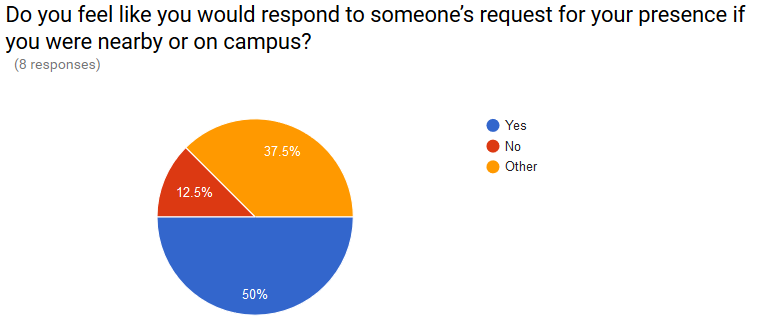 Do you feel like you would respond to someone’s request for your presence if
you were nearby or on campus?
(8 responses)
Yes
No
Other
37.5%
12.5%
50%